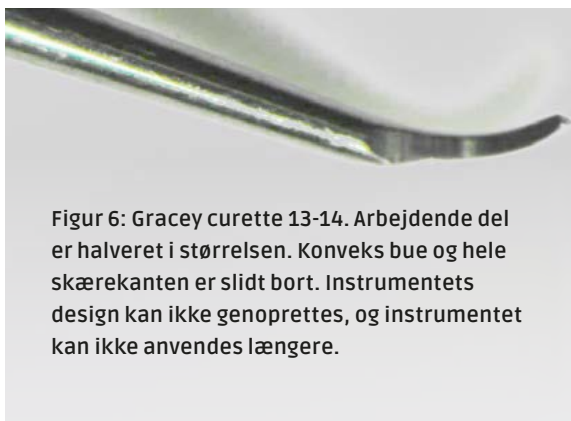 Figur 6: Gracey curette 13-14. Arbejdende del
er halveret i størrelsen. Konveks bue og hele
skærekanten er slidt bort. Instrumentets
design kan ikke genoprettes, og instrumentet
kan ikke anvendes længere.